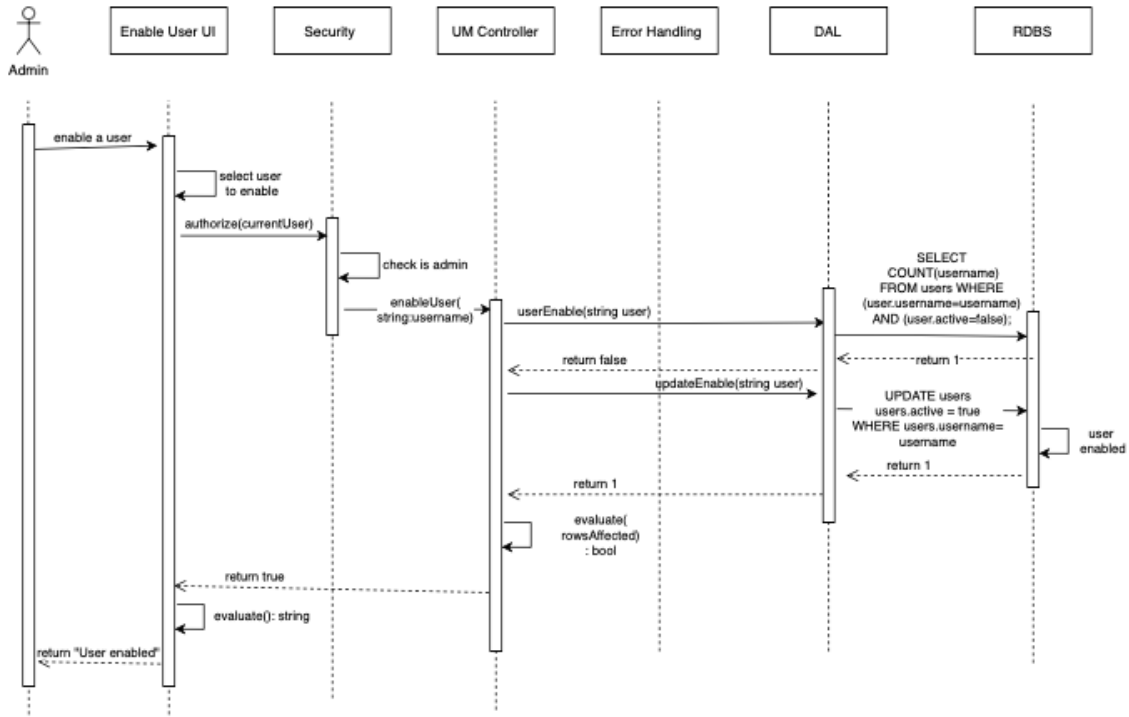 Enable User UI
Security
UM Controller
Error Handling
DAL
RDBS
Admin
enable a user
select user
to enable
authorize(currentUser)
check is admin
enableUser(
string:username)
userEnable(string user)
SELECT
COUNT(username)
FROM users WHERE
(user.username=username)
AND (user.active=false);
return 1
return false
updateEnable(string user)
UPDATE users
users.active = true
WHERE users.username=
username
user
enabled
return 1
return 1
evaluate(
rowsAffected)
: bool
return true
evaluate(): string
return "User enabled"